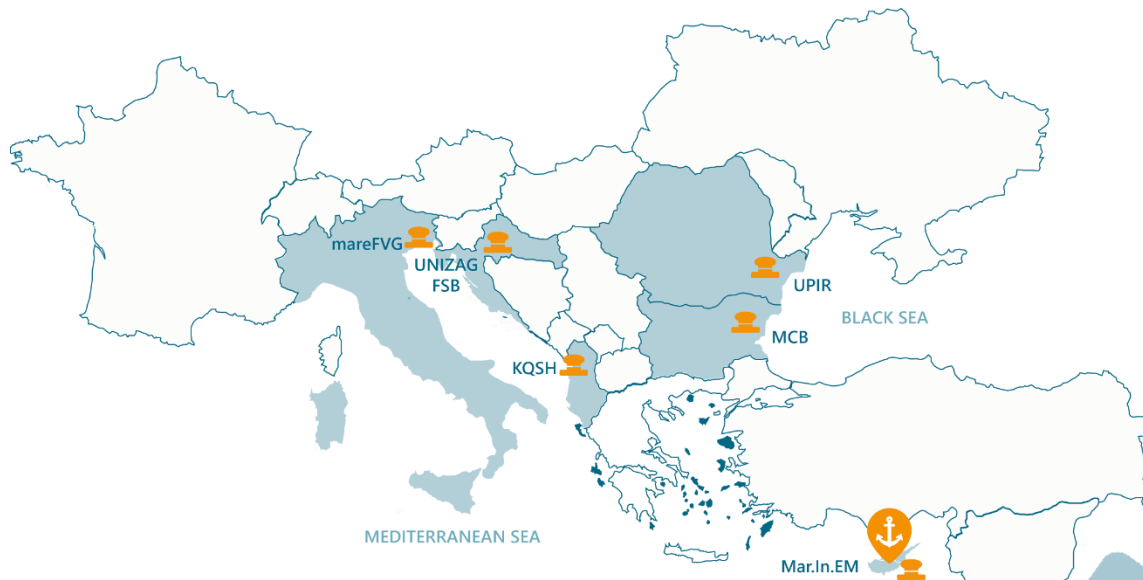 mareFVG
UNIZAG
FSB
UPIR
BLACK SEA
MCB
KQSH
MEDITERRANEAN SEA
Mar.In.EM